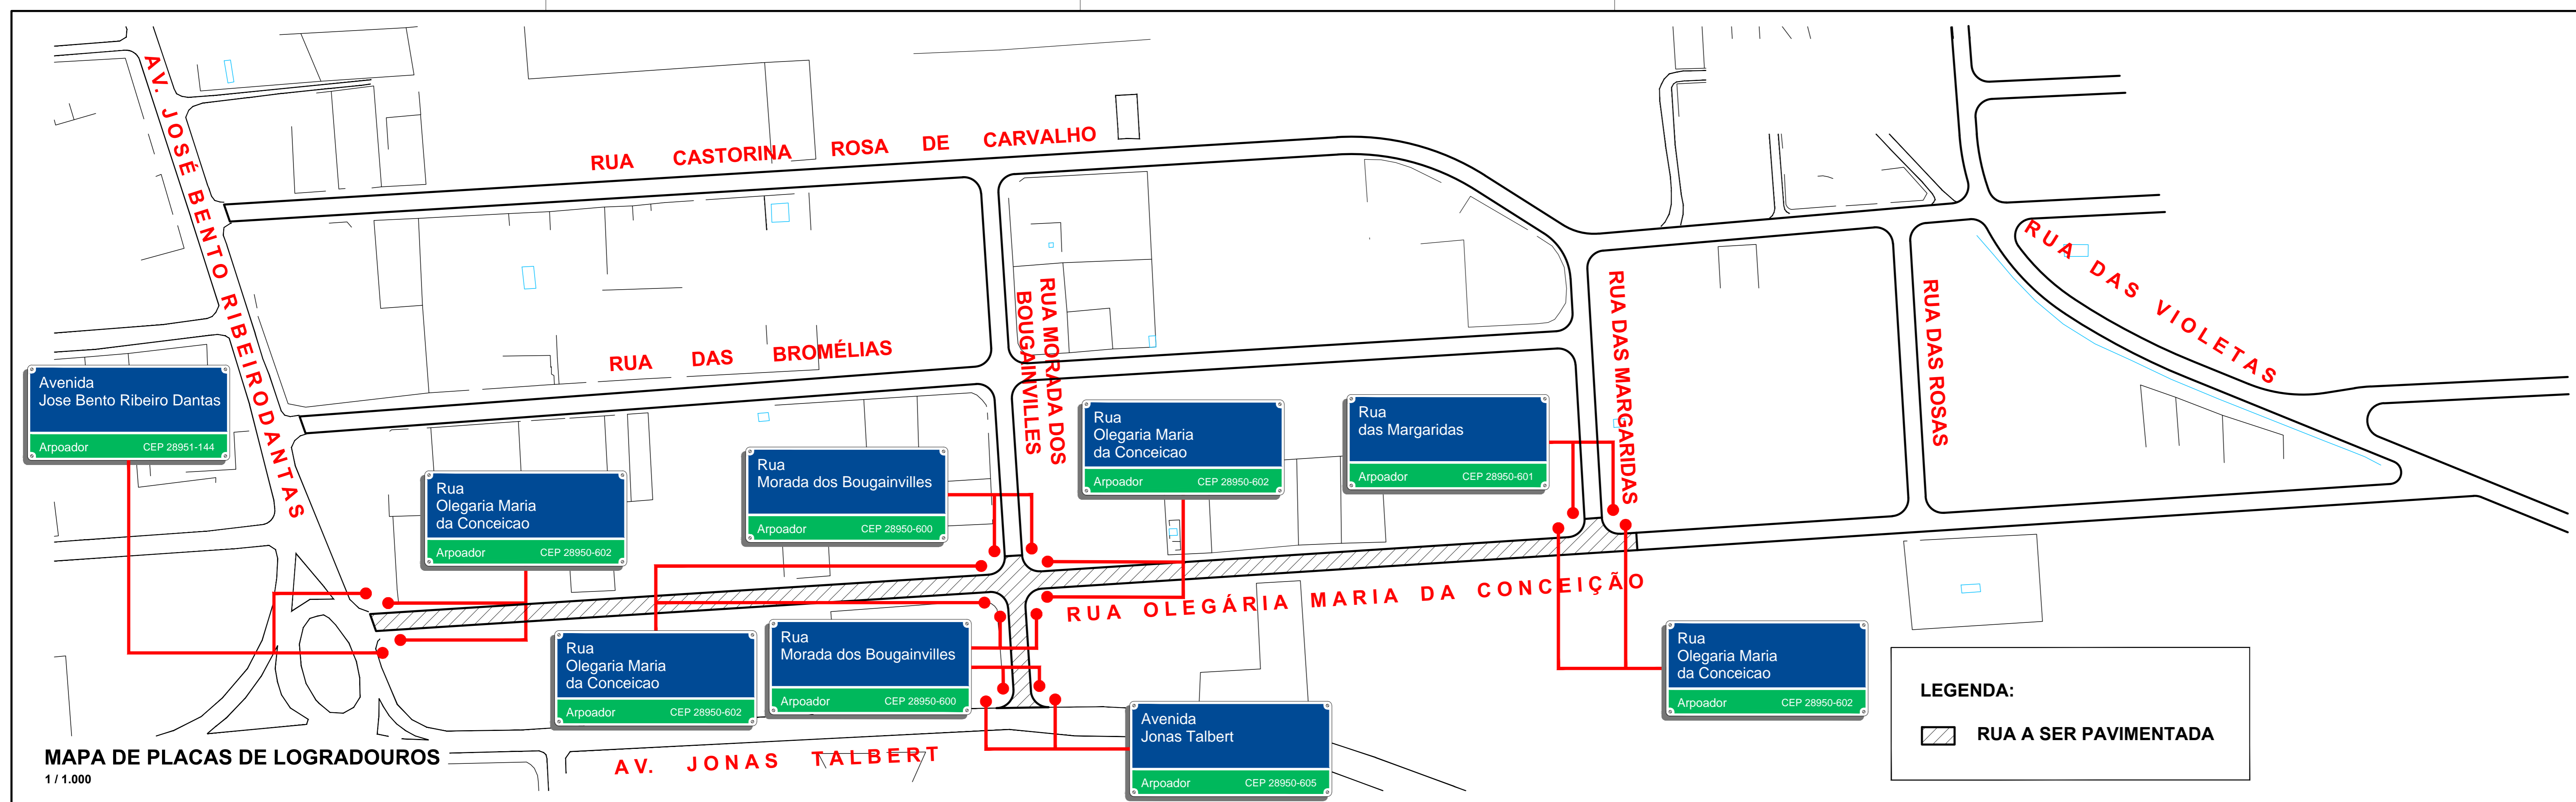 AV. JOSÉ BENTO RIBEIRODANTAS
RUA CASTORINA ROSA DE CARVALHO
RUA DAS BROMÉLIAS
RUA MORADA DOS
BOUGAINVILLES
RUA DAS MARGARIDAS
RUA DAS ROSAS
RUA DAS VIOLETAS
Avenida
Jose Bento Ribeiro Dantas
Arpoador CEP 28951-144
Rua
Olegaria Maria
da Conceicao
Arpoador CEP 28950-602
Rua
Morada dos Bougainvilles
Arpoador CEP 28950-600
Rua
Olegaria Maria
da Conceicao
Arpoador CEP 28950-602
Rua
das Margaridas
Arpoador CEP 28950-601
RUA OLEGÁRIA MARIA DA CONCEIÇÃO
Rua
Olegaria Maria
da Conceicao
Arpoador CEP 28950-602
Rua
Morada dos Bougainvilles
Arpoador CEP 28950-600
Avenida
Jonas Talbert
Arpoador CEP 28950-605
Rua
Olegaria Maria
da Conceicao
Arpoador CEP 28950-602
AV. JONAS TALBERT
MAPA DE PLACAS DE LOGRADOUROS
1 / 1.000
LEGENDA:
RUA A SER PAVIMENTADA